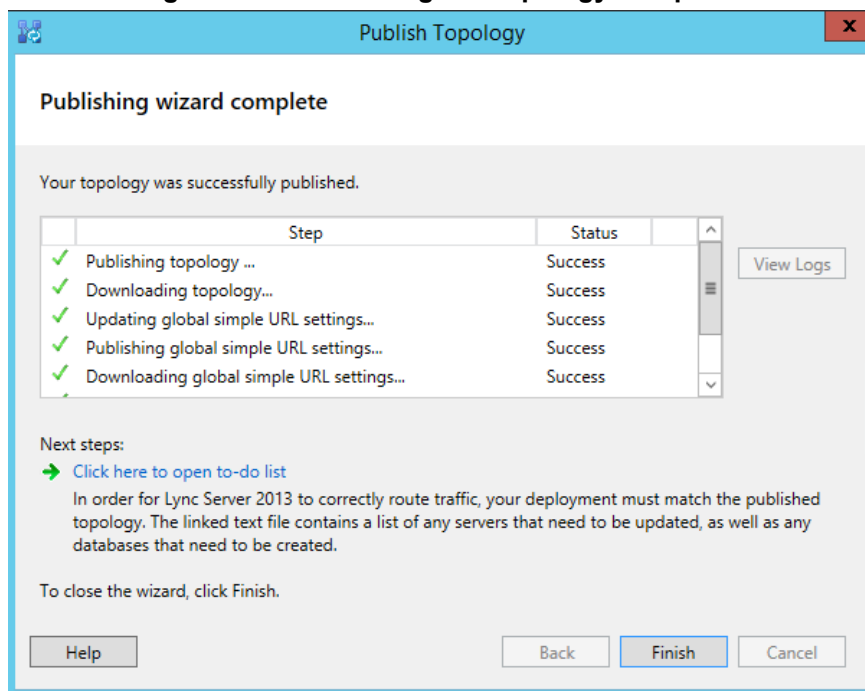 Publish Topology
x
Publishing wizard complete
Your topology was successfully published.
Step Status
Publishing topology ... Success
Downloading topology... Success
Updating global simple URL settings... Success
Publishing global simple URL settings... Success
Downloading global simple URL settings... Success
View Logs
Next steps:
Click here to open to-do list
In order for Lync Server 2013 to correctly route traffic, your deployment must match the published
topology. The linked text file contains a list of any servers that need to be updated, as well as any
databases that need to be created.
To close the wizard, click Finish.
Help Back Finish Cancel